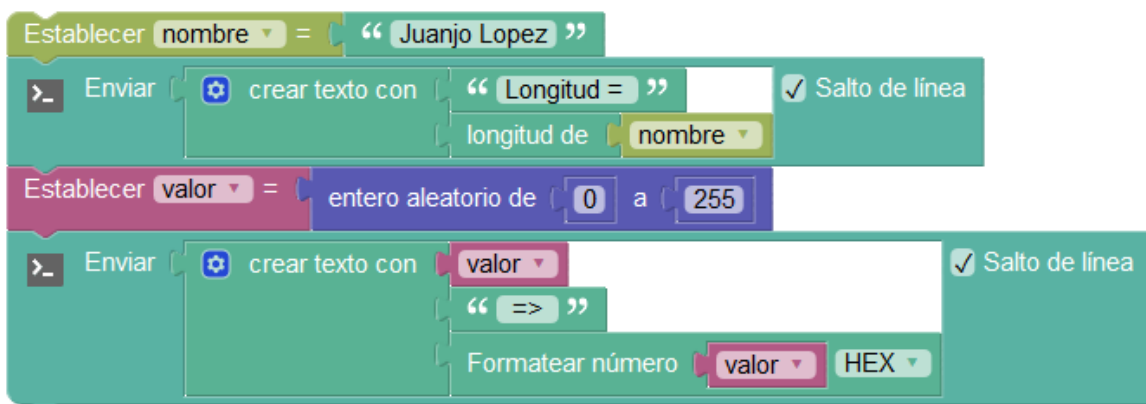 Establecer nombre = “ Juanjo Lopez ”
>_ Enviar crear texto con “ Longitud = ” Salto de línea
longitud de nombre
Establecer valor = entero aleatorio de 0 a 255
>_ Enviar crear texto con valor Salto de línea
“ => ”
Formatear número valor HEX